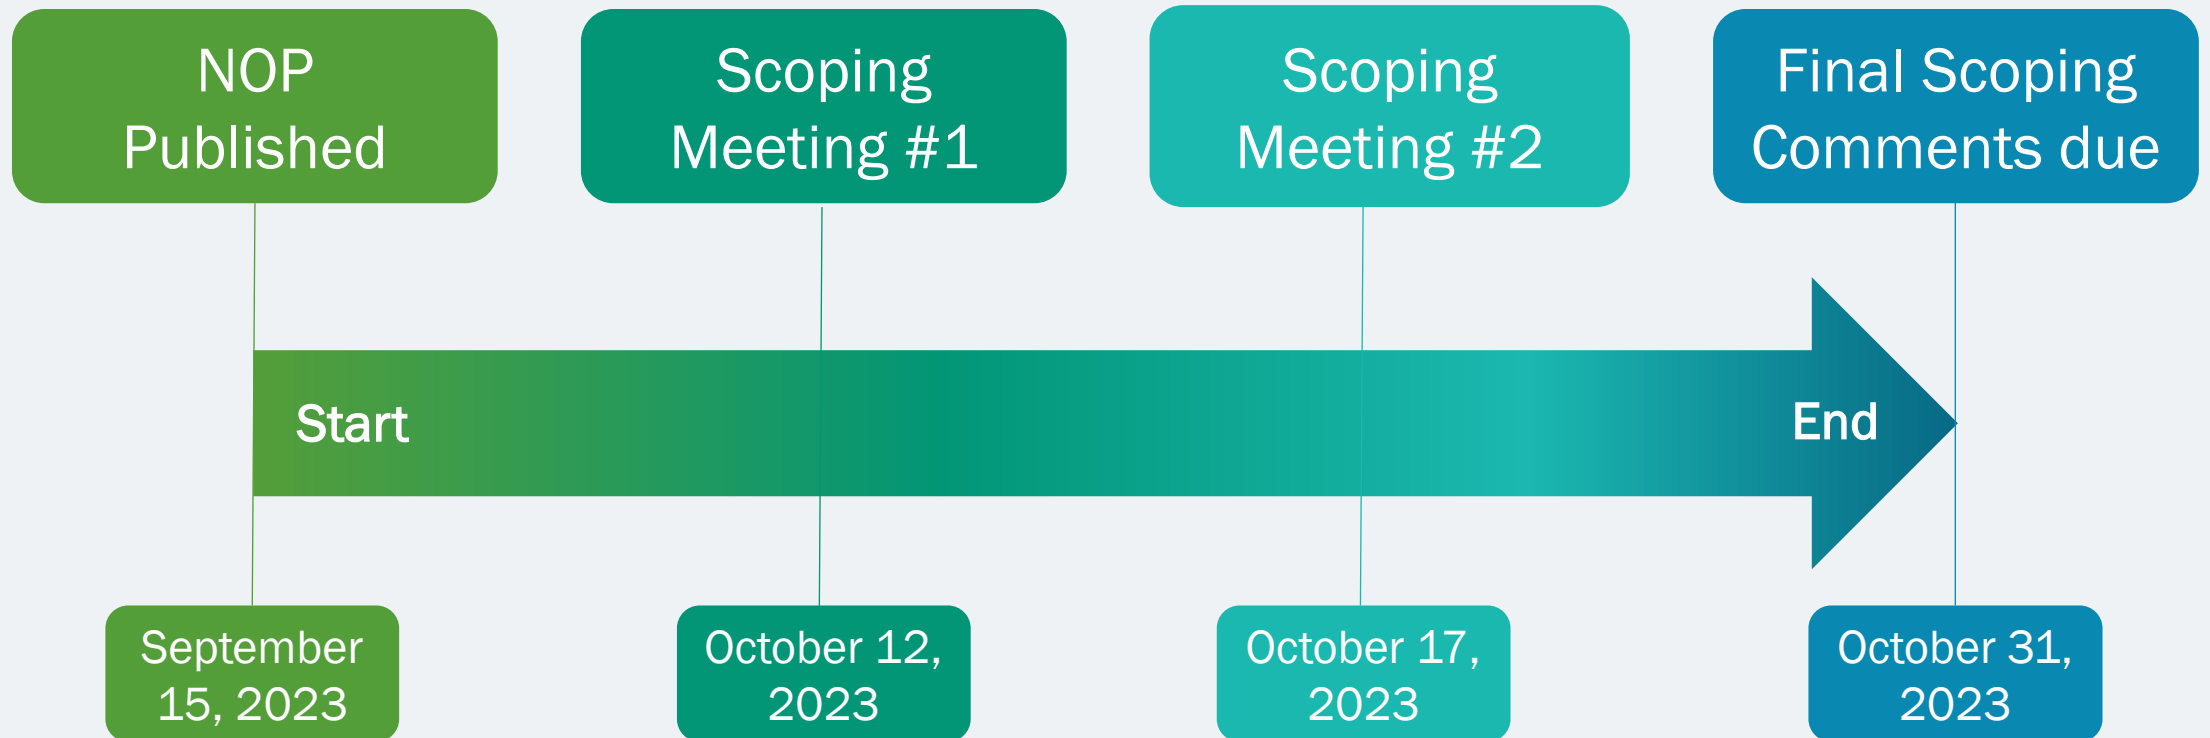 NOP
Published
Scoping
Meeting #1
Scoping
Meeting #2
Final Scoping
Comments due
Start
End
September
15, 2023
October 12,
2023
October 17,
2023
October 31,
2023